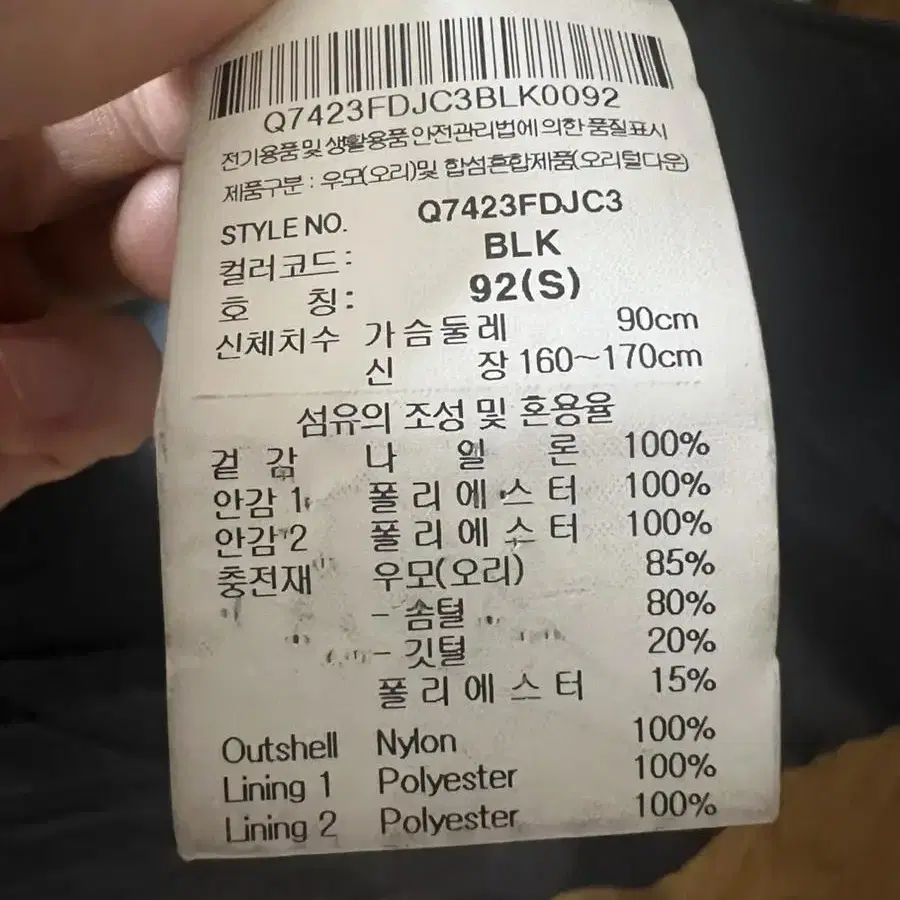 Q7423FDJC3BLK0092
전기용품 및 생활용품 안전관리법에 의한 품질표시
제품구분 : 우모(오리)및 합섬혼합제품(오리털다운)
STYLE NO. Q7423FDJC3
컬러코드: BLK
호 칭: 92(S)
신체치수 가슴둘레 90cm
신 장 160~170cm
섬유의 조성 및 혼용율
겉 감 나 일 론 100%
안감 1 폴리에스터 100%
안감 2 폴리에스터 100%
충전재 우모(오리) 85%
- 솜털 80%
- 깃털 20%
폴리에스터 15%
Outshell Nylon 100%
Lining 1 Polyester 100%
Lining 2 Polyester 100%